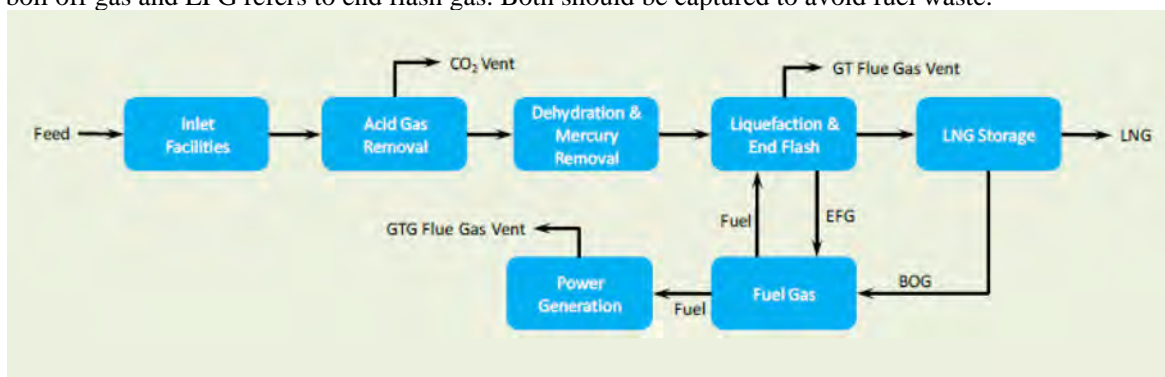 boil off gas and EFG refers to end flash gas. Both should be captured to avoid fuel waste.
CO₂ Vent
GT Flue Gas Vent
Feed
Inlet
Facilities
Acid Gas
Removal
Dehydration &
Mercury
Removal
Liquefaction &
End Flash
LNG Storage
LNG
Fuel
EFG
GTG Flue Gas Vent
Power
Generation
Fuel
Fuel Gas
BOG